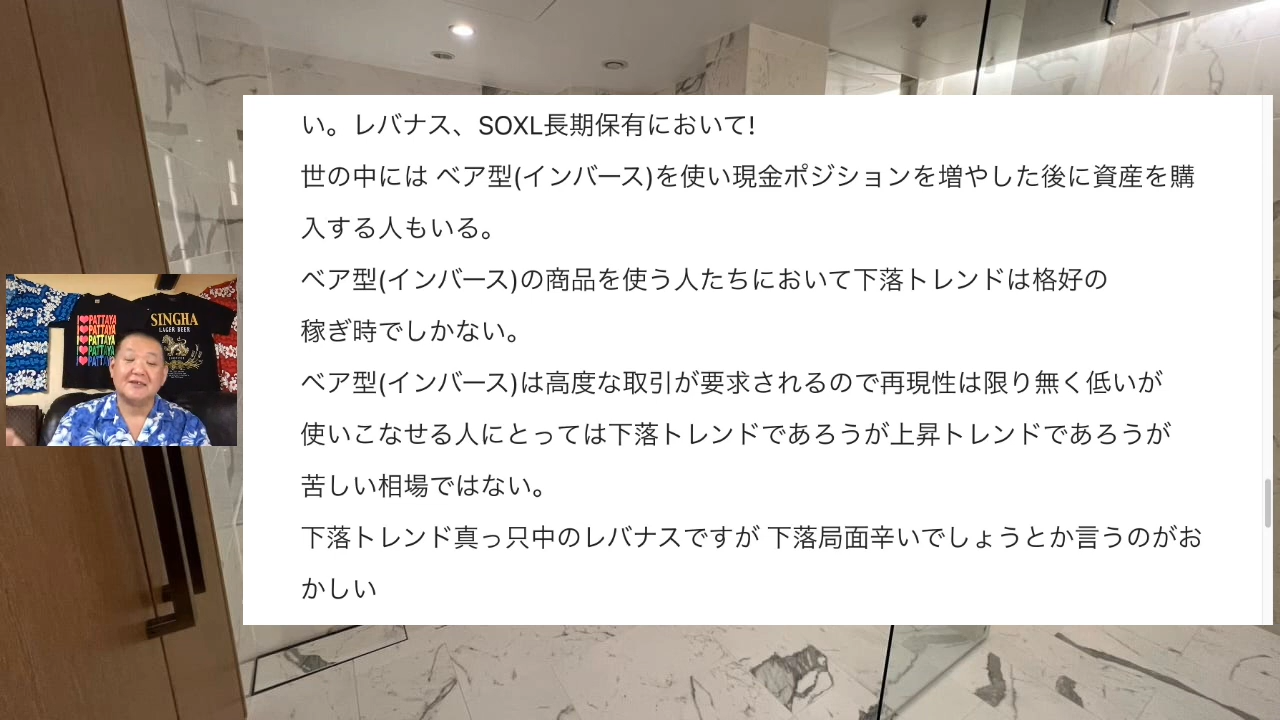 い。レバナス、SOXL長期保有において!
世の中には ベア型(インバース)を使い現金ポジションを増やした後に資産を購
入する人もいる。
ベア型(インバース)の商品を使う人たちにおいて下落トレンドは格好の
稼ぎ時でしかない。
ベア型(インバース)は高度な取引が要求されるので再現性は限り無く低いが
使いこなせる人にとっては下落トレンドであろうが上昇トレンドであろうが
苦しい相場ではない。
下落トレンド真っ只中のレバナスですが 下落局面辛いでしょうとか言うのがお
かしい
I❤PATTAYA
I❤PATTAYA
I❤PATTAYA
I❤PATTAYA
I❤PATTAYA
SINGHA
LAGER BEER